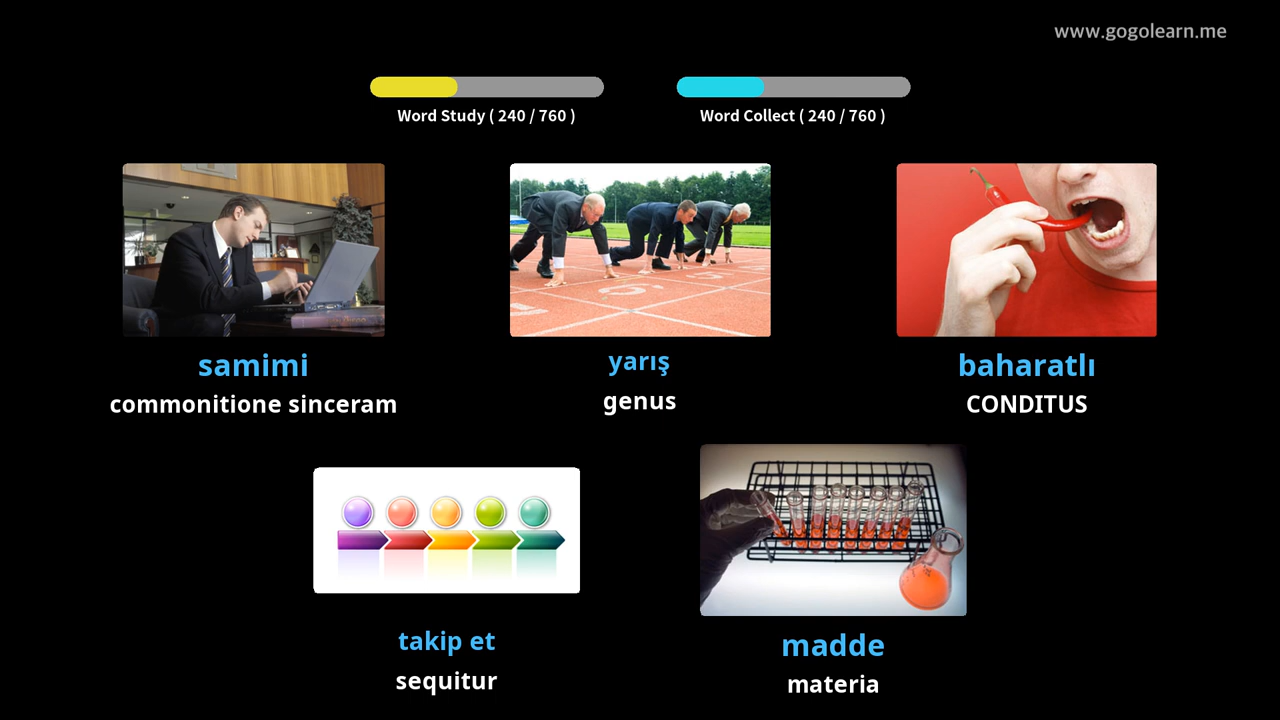 www.gogolearn.me
Word Study ( 240 / 760 )
Word Collect ( 240 / 760 )
samimi
commonitione sinceram
yarış
genus
baharatlı
CONDITUS
takip et
sequitur
madde
materia